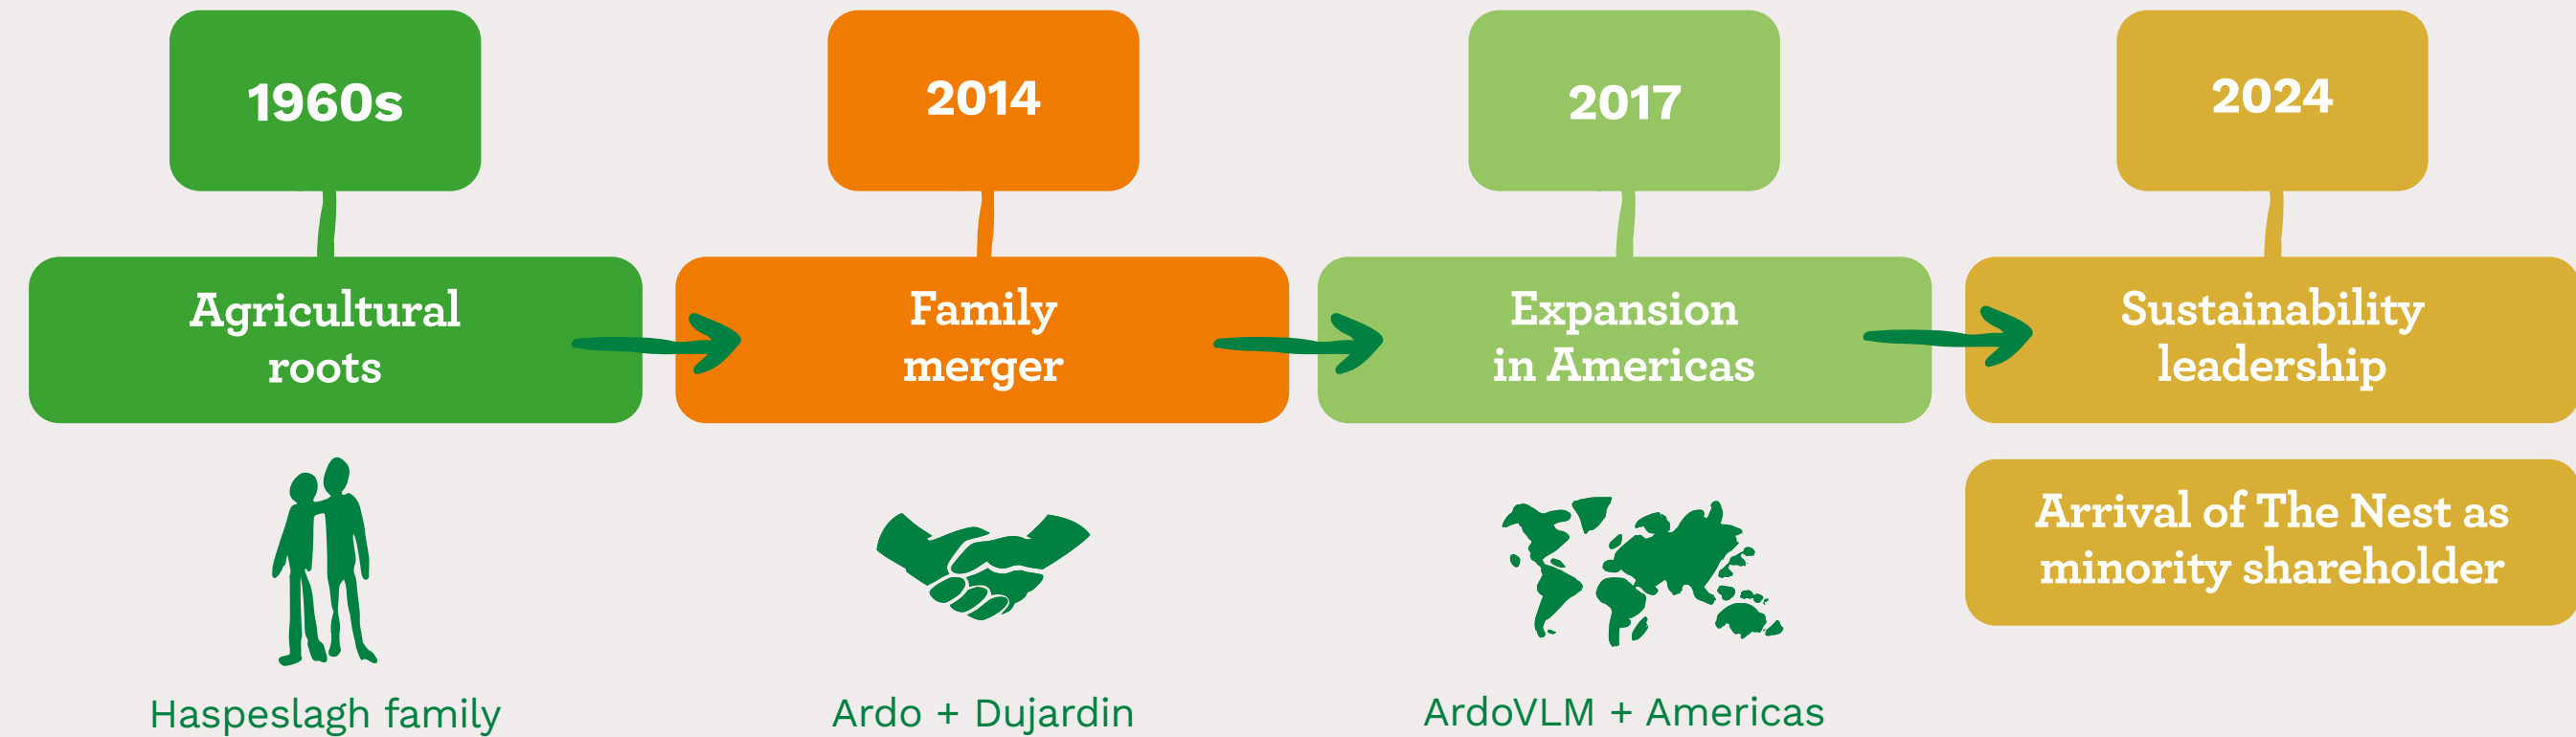 1960s
Agricultural
roots
Haspeslagh family
2014
Family
merger
Ardo + Dujardin
2017
Expansion
in Americas
ArdoVLM + Americas
2024
Sustainability
leadership
Arrival of The Nest as
minority shareholder